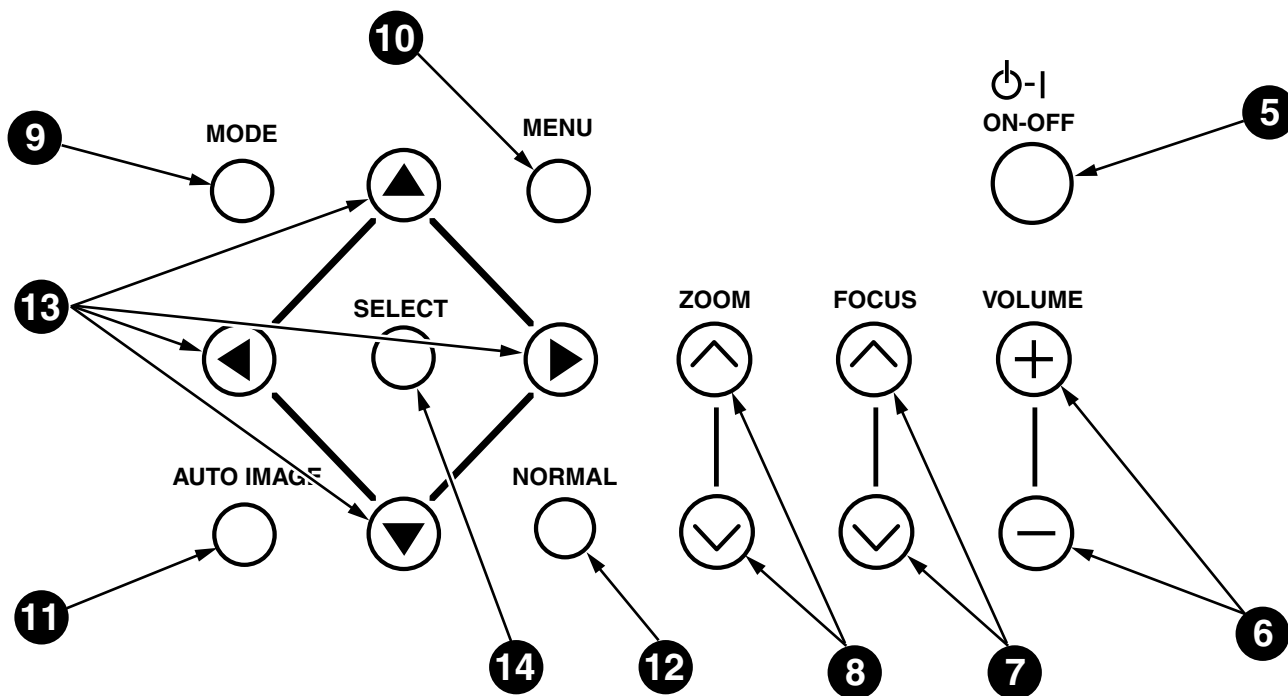 10
5
ON-OFF
9
MODE
MENU
13
SELECT
ZOOM
FOCUS
VOLUME
AUTO IMAGE
NORMAL
11
14
12
8
7
6